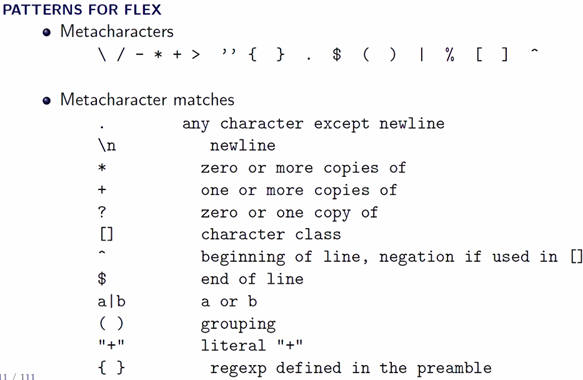 PATTERNS FOR FLEX
Metacharacters
\ / - * + > ’’ { } . $ ( ) | % [ ] ^
Metacharacter matches
. any character except newline
\n newline
* zero or more copies of
+ one or more copies of
? zero or one copy of
[] character class
^ beginning of line, negation if used in []
$ end of line
a|b a or b
( ) grouping
"+" literal "+"
{ } regexp defined in the preamble
11 / 111